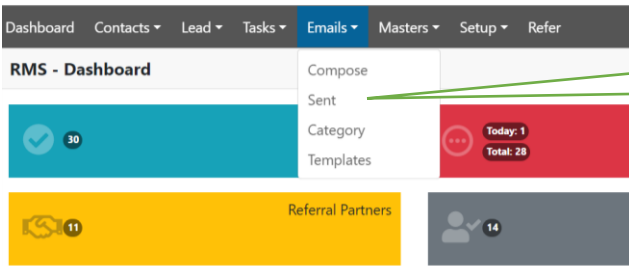 Dashboard Contacts Lead Tasks Emails Masters Setup Refer
RMS - Dashboard
Compose
Sent
Category
Templates
30
Today: 1
Total: 28
Referral Partners
11
14